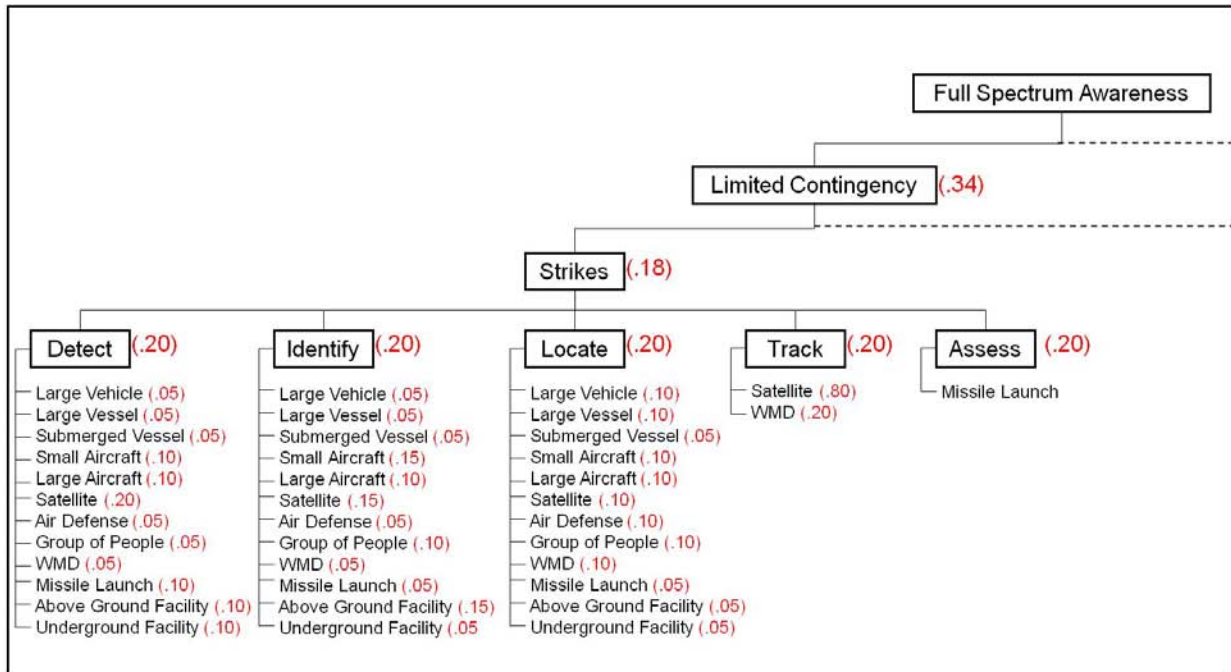 Full Spectrum Awareness
Limited Contingency (.34)
Strikes (.18)
Detect (.20)
Large Vehicle (.05)
Large Vessel (.05)
Submerged Vessel (.05)
Small Aircraft (.10)
Large Aircraft (.10)
Satellite (.20)
Air Defense (.05)
Group of People (.05)
WMD (.05)
Missile Launch (.10)
Above Ground Facility (.10)
Underground Facility (.10)
Identify (.20)
Large Vehicle (.05)
Large Vessel (.05)
Submerged Vessel (.05)
Small Aircraft (.15)
Large Aircraft (.10)
Satellite (.15)
Air Defense (.05)
Group of People (.10)
WMD (.05)
Missile Launch (.05)
Above Ground Facility (.15)
Underground Facility (.05
Locate (.20)
Large Vehicle (.10)
Large Vessel (.10)
Submerged Vessel (.05)
Small Aircraft (.10)
Large Aircraft (.10)
Satellite (.10)
Air Defense (.10)
Group of People (.10)
WMD (.10)
Missile Launch (.05)
Above Ground Facility (.05)
Underground Facility (.05)
Track (.20)
Satellite (.80)
WMD (.20)
Assess (.20)
Missile Launch